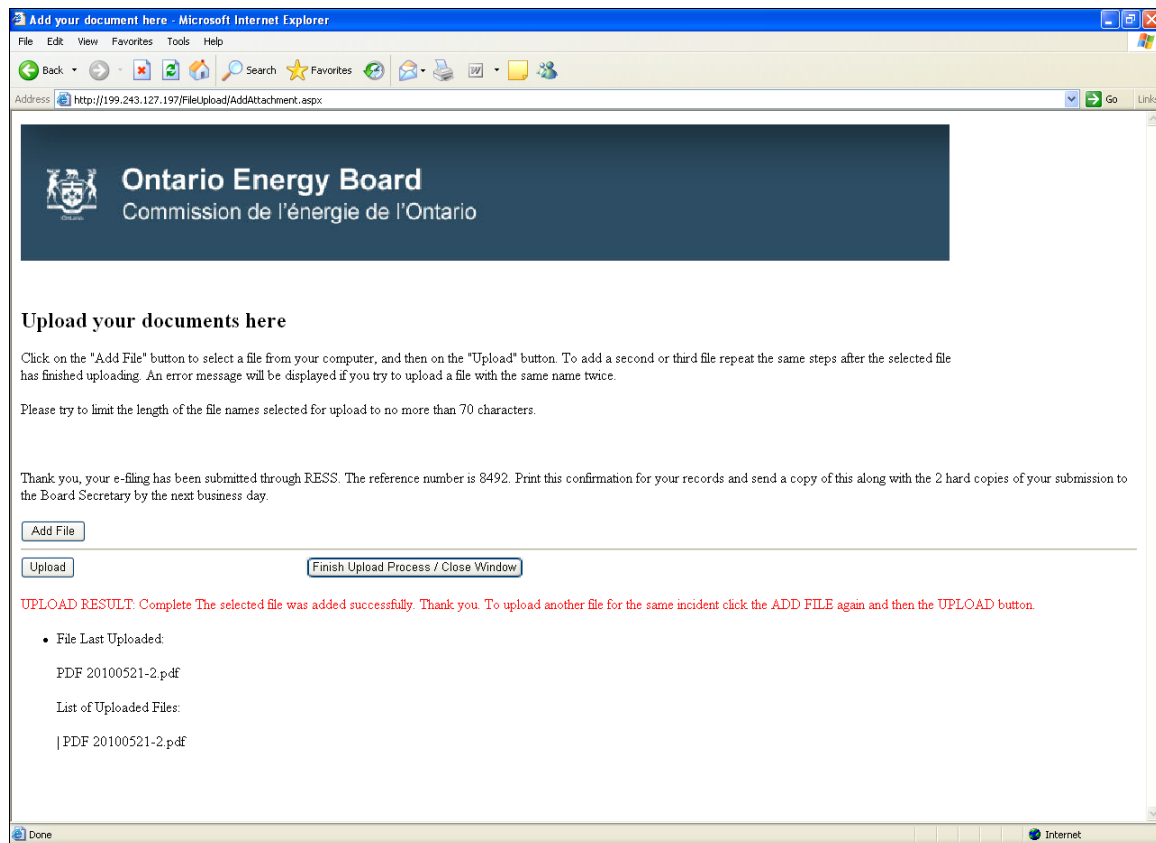 Add your document here - Microsoft Internet Explorer
File Edit View Favorites Tools Help
Back Search Favorites
Address http://199.243.127.197/FileUpload/AddAttachment.aspx Go Links
Ontario Energy Board
Commission de l'énergie de l'Ontario
Upload your documents here
Click on the "Add File" button to select a file from your computer, and then on the "Upload" button. To add a second or third file repeat the same steps after the selected file
has finished uploading. An error message will be displayed if you try to upload a file with the same name twice.
Please try to limit the length of the file names selected for upload to no more than 70 characters.
Thank you, your e-filing has been submitted through RESS. The reference number is 8492. Print this confirmation for your records and send a copy of this along with the 2 hard copies of your submission to
the Board Secretary by the next business day.
Add File
Upload Finish Upload Process / Close Window
UPLOAD RESULT: Complete The selected file was added successfully. Thank you. To upload another file for the same incident click the ADD FILE again and then the UPLOAD button.
• File Last Uploaded:
PDF 20100521-2.pdf
List of Uploaded Files:
| PDF 20100521-2.pdf
Done Internet